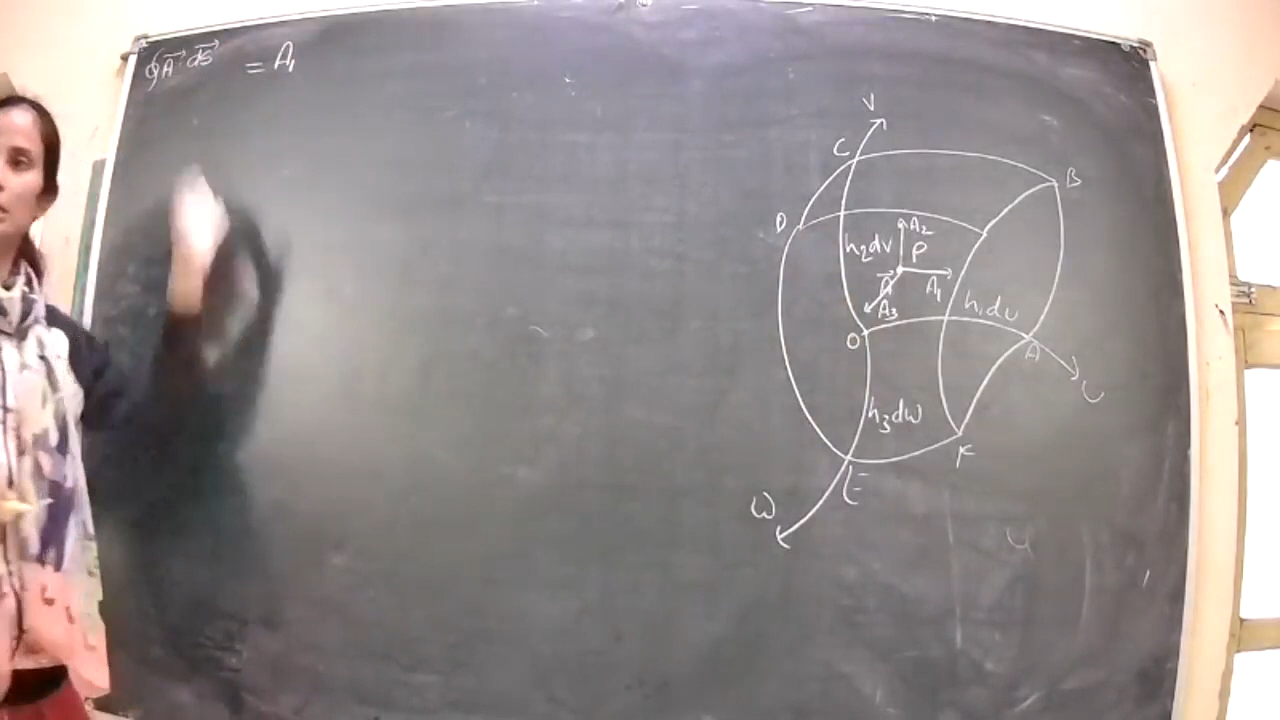 ∮A⃗·ds⃗ = A₁
V
C
B
D
A₂
h₂dv
P
A⃗
A₁
A₃
h₁du
O
A
U
h₃dw
F
E
W
u